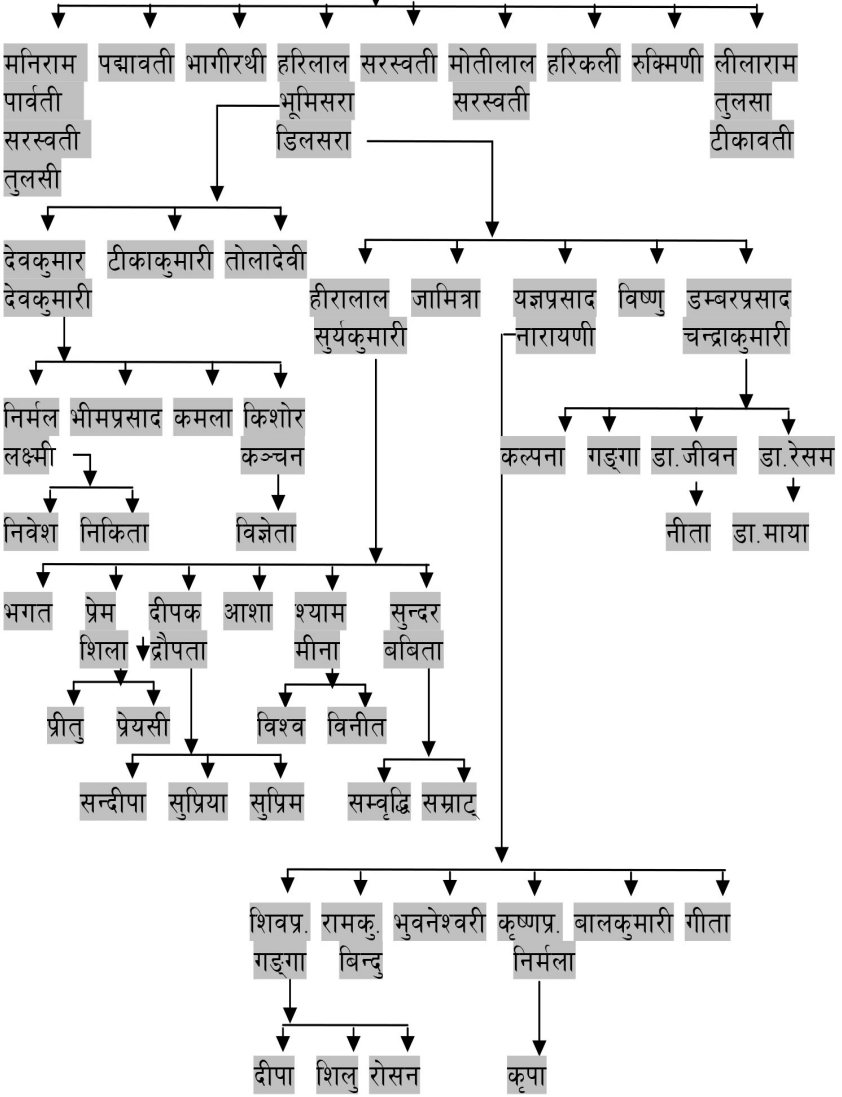 मनिराम पद्मावती भागीरथी हरिलाल सरस्वती मोतीलाल हरिकली रुक्मिणी लीलाराम
पार्वती भूमिसरा सरस्वती तुलसा
सरस्वती डिलसरा टीकावती
तुलसी
देवकुमार टीकाकुमारी तोलादेवी
देवकुमारी हीरालाल जामित्रा यज्ञप्रसाद विष्णु डम्बरप्रसाद
सुर्यकुमारी नारायणी चन्द्राकुमारी
निर्मल भीमप्रसाद कमला किशोर
लक्ष्मी कञ्चन कल्पना गङ्गा डा.जीवन डा.रेसम
निवेश निकिता विज्ञेता नीता डा.माया
भगत प्रेम दीपक आशा श्याम सुन्दर
शिला द्रौपता मीना बबिता
प्रीतु प्रेयसी विश्व विनीत
सन्दीपा सुप्रिया सुप्रिम सम्वृद्धि सम्राट्
शिवप्र. रामकु. भुवनेश्वरी कृष्णप्र. बालकुमारी गीता
गङ्गा बिन्दु निर्मला
दीपा शिलु रोसन कृपा